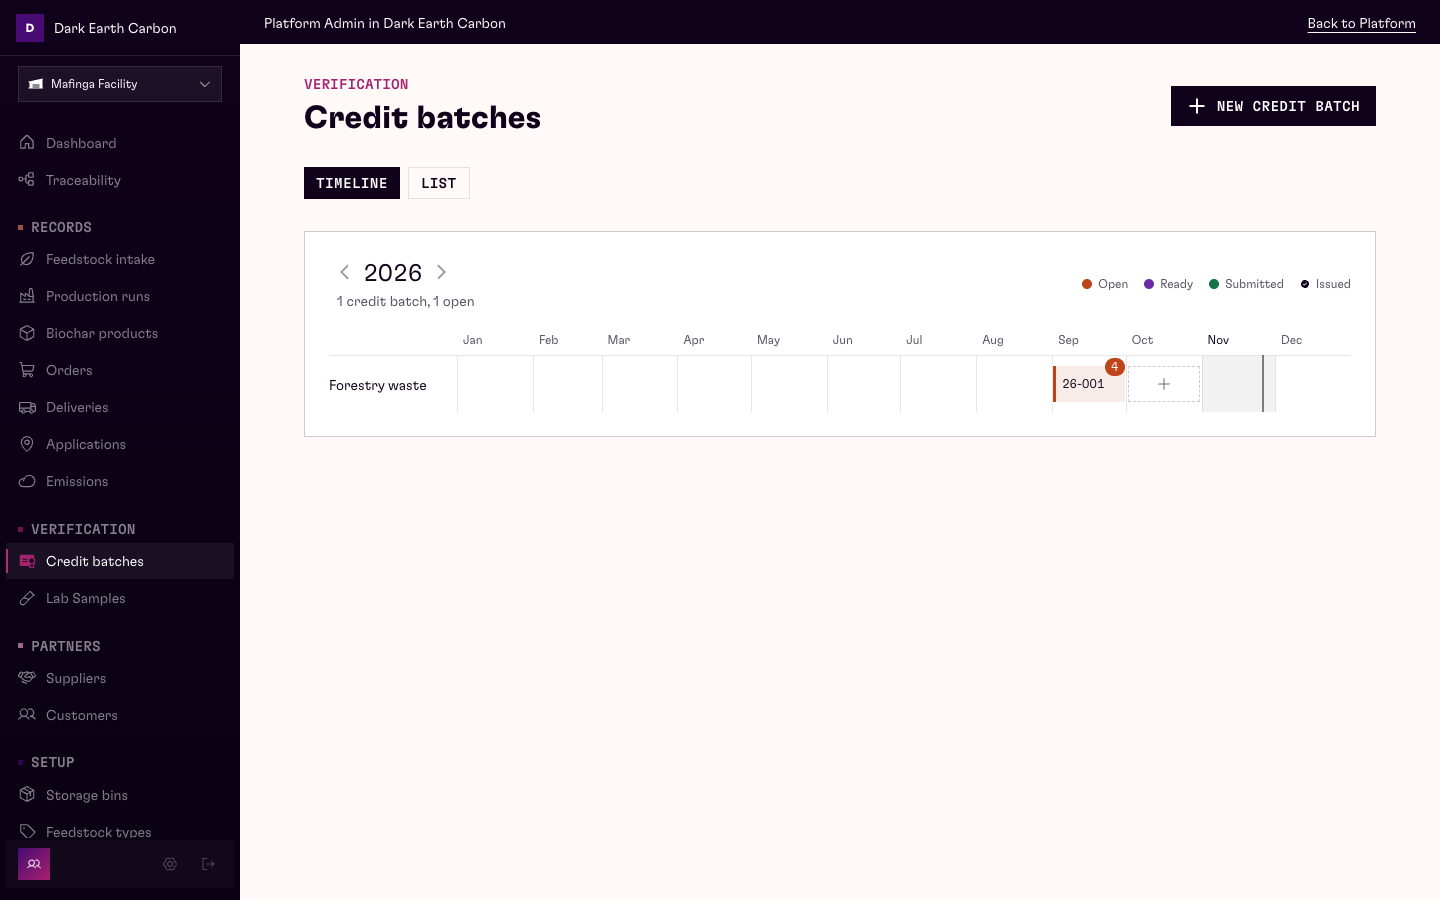 D Dark Earth Carbon
Platform Admin in Dark Earth Carbon
Back to Platform
Mafinga Facility
Dashboard
Traceability
RECORDS
Feedstock intake
Production runs
Biochar products
Orders
Deliveries
Applications
Emissions
VERIFICATION
Credit batches
Lab Samples
PARTNERS
Suppliers
Customers
SETUP
Storage bins
Feedstock types
VERIFICATION
Credit batches
NEW CREDIT BATCH
TIMELINE LIST
2026
1 credit batch, 1 open
Open Ready Submitted Issued
Jan Feb Mar Apr May Jun Jul Aug Sep Oct Nov Dec
4
Forestry waste 26-001